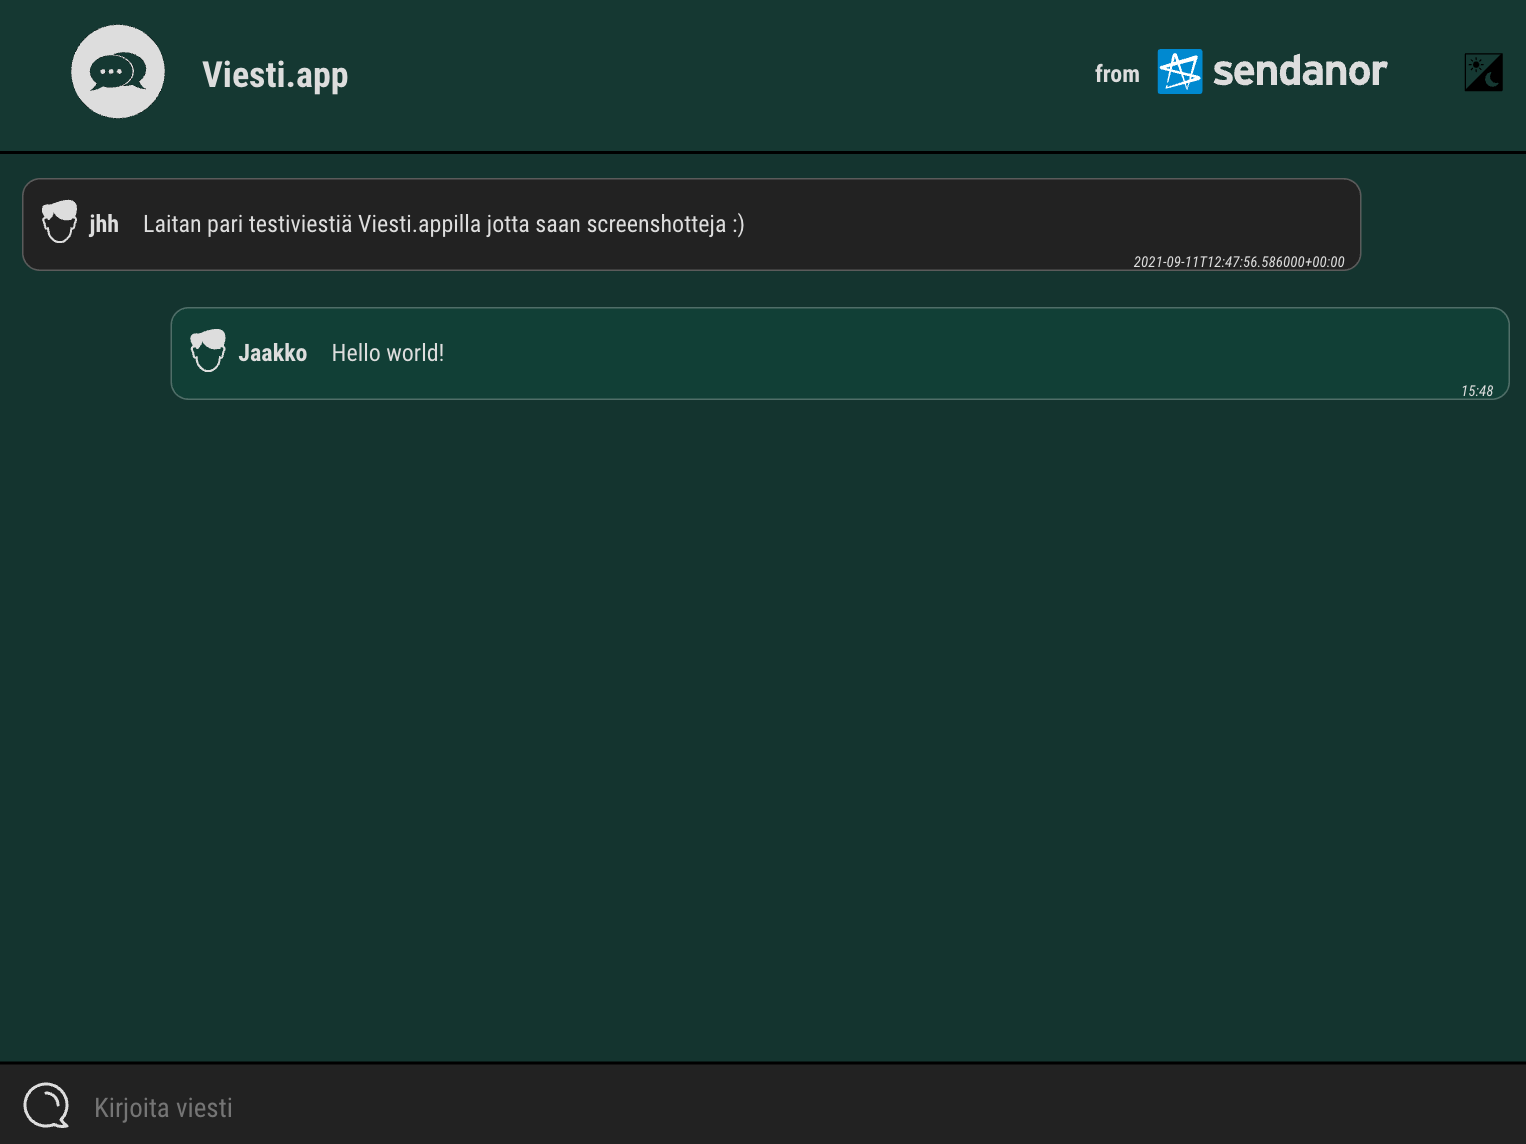 Viesti.app
from sendanor
jhh Laitan pari testiviestiä Viesti.appilla jotta saan screenshotteja :)
2021-09-11T12:47:56.586000+00:00
Jaakko Hello world!
15:48
Kirjoita viesti